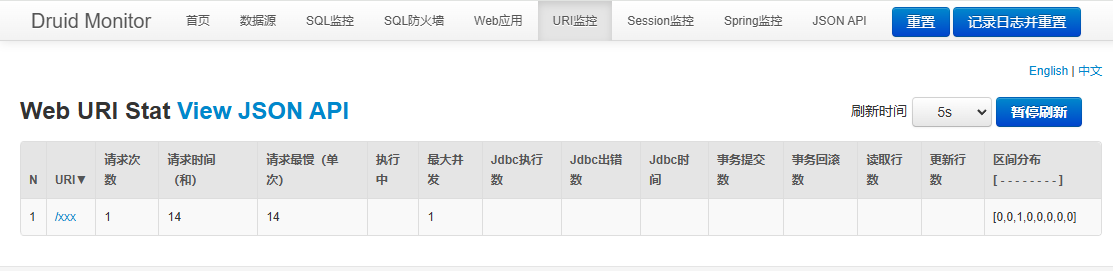 Druid Monitor 首页 数据源 SQL监控 SQL防火墙 Web应用 URI监控 Session监控 Spring监控 JSON API 重置 记录日志并重置
English | 中文
Web URI Stat View JSON API 刷新时间 5s 暂停刷新
N URI▼ 请求次数 请求时间（和） 请求最慢（单次） 执行中 最大并发 Jdbc执行数 Jdbc出错数 Jdbc时间 事务提交数 事务回滚数 读取行数 更新行数 区间分布 [ - - - - - - - - ]
1 /xxx 1 14 14 1 [0,0,1,0,0,0,0,0]